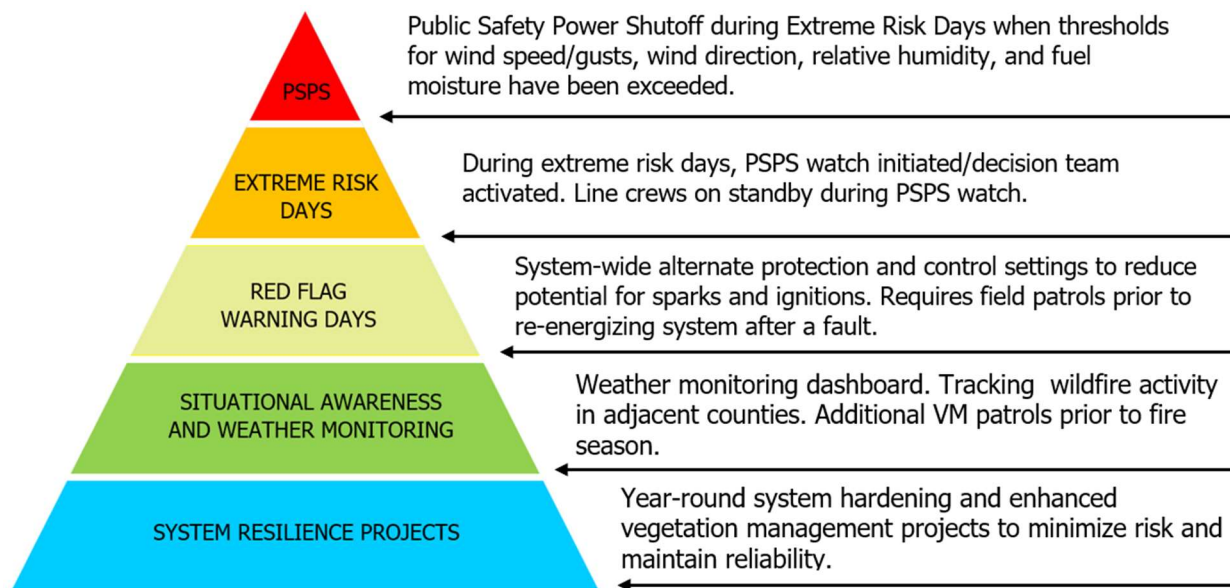 Public Safety Power Shutoff during Extreme Risk Days when thresholds
for wind speed/gusts, wind direction, relative humidity, and fuel
moisture have been exceeded.
PSPS
During extreme risk days, PSPS watch initiated/decision team
activated. Line crews on standby during PSPS watch.
EXTREME RISK
DAYS
System-wide alternate protection and control settings to reduce
potential for sparks and ignitions. Requires field patrols prior to
re-energizing system after a fault.
RED FLAG
WARNING DAYS
Weather monitoring dashboard. Tracking  wildfire activity
in adjacent counties. Additional VM patrols prior to fire
season.
SITUATIONAL AWARENESS
AND WEATHER MONITORING
Year-round system hardening and enhanced
vegetation management projects to minimize risk and
maintain reliability.
SYSTEM RESILIENCE PROJECTS